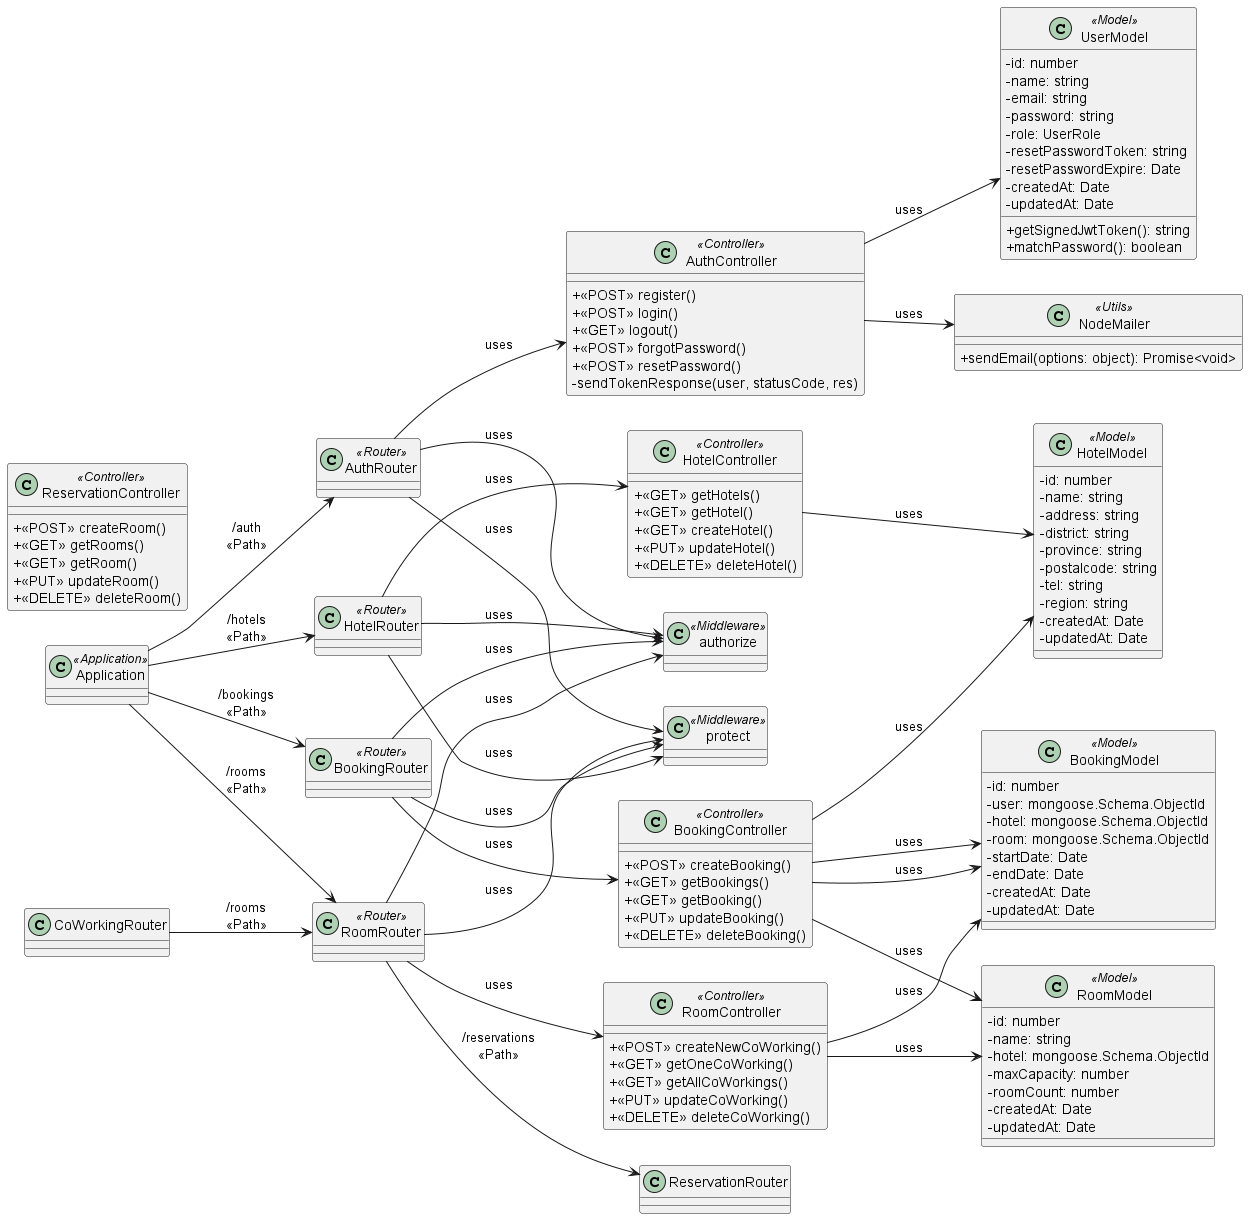 C
«Model»
UserModel
-id: number
-name: string
-email: string
-password: string
-role: UserRole
-resetPasswordToken: string
-resetPasswordExpire: Date
-createdAt: Date
-updatedAt: Date
+getSignedJwtToken(): string
+matchPassword(): boolean
uses
C
«Controller»
AuthController
+«POST» register()
+«POST» login()
+«GET» logout()
+«POST» forgotPassword()
+«POST» resetPassword()
-sendTokenResponse(user, statusCode, res)
uses
C
«Utils»
NodeMailer
+sendEmail(options: object): Promise<void>
uses
C
«Router»
AuthRouter
uses
uses
uses
C
«Controller»
HotelController
+«GET» getHotels()
+«GET» getHotel()
+«GET» createHotel()
+«PUT» updateHotel()
+«DELETE» deleteHotel()
uses
C
«Model»
HotelModel
-id: number
-name: string
-address: string
-district: string
-province: string
-postalcode: string
-tel: string
-region: string
-createdAt: Date
-updatedAt: Date
C
«Controller»
ReservationController
+«POST» createRoom()
+«GET» getRooms()
+«GET» getRoom()
+«PUT» updateRoom()
+«DELETE» deleteRoom()
/auth
«Path»
/hotels
«Path»
C
«Router»
HotelRouter
uses
uses
C
«Middleware»
authorize
C
«Application»
Application
/bookings
«Path»
uses
C
«Middleware»
protect
C
«Router»
BookingRouter
uses
/rooms
«Path»
uses
uses
uses
C
«Controller»
BookingController
+«POST» createBooking()
+«GET» getBookings()
+«GET» getBooking()
+«PUT» updateBooking()
+«DELETE» deleteBooking()
uses
uses
uses
uses
C
«Model»
BookingModel
-id: number
-user: mongoose.Schema.ObjectId
-hotel: mongoose.Schema.ObjectId
-room: mongoose.Schema.ObjectId
-startDate: Date
-endDate: Date
-createdAt: Date
-updatedAt: Date
C
CoWorkingRouter
/rooms
«Path»
C
«Router»
RoomRouter
uses
uses
C
«Controller»
RoomController
+«POST» createNewCoWorking()
+«GET» getOneCoWorking()
+«GET» getAllCoWorkings()
+«PUT» updateCoWorking()
+«DELETE» deleteCoWorking()
uses
uses
C
«Model»
RoomModel
-id: number
-name: string
-hotel: mongoose.Schema.ObjectId
-maxCapacity: number
-roomCount: number
-createdAt: Date
-updatedAt: Date
/reservations
«Path»
C
ReservationRouter